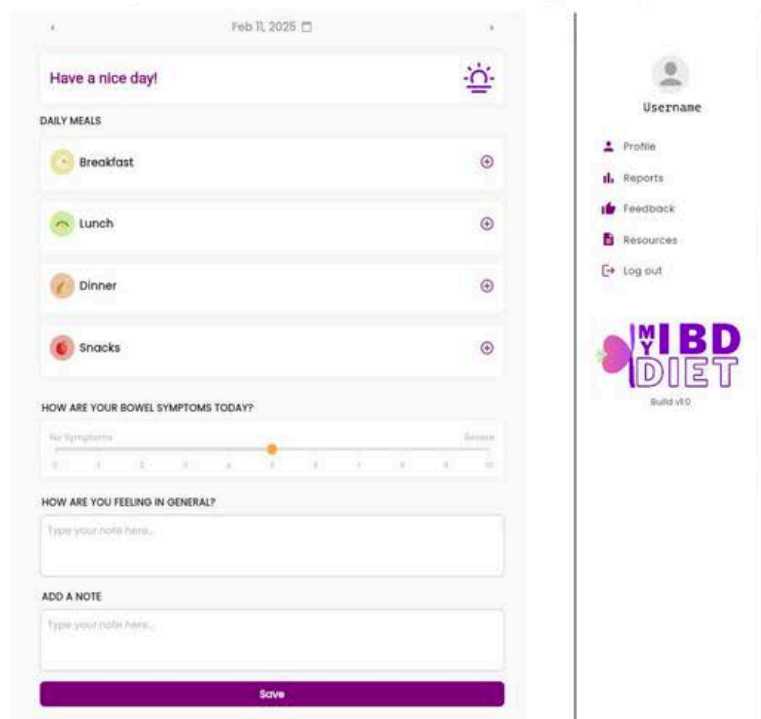 Feb 11, 2025
Have a nice day!
DAILY MEALS
Breakfast
Lunch
Dinner
Snacks
HOW ARE YOUR BOWEL SYMPTOMS TODAY?
No Symptoms Severe
0 1 2 3 4 5 6 7 8 9 10
HOW ARE YOU FEELING IN GENERAL?
Type your note here...
ADD A NOTE
Type your note here...
Save
Username
Profile
Reports
Feedback
Resources
Log out
MY IBD
DIET
Build v1.0